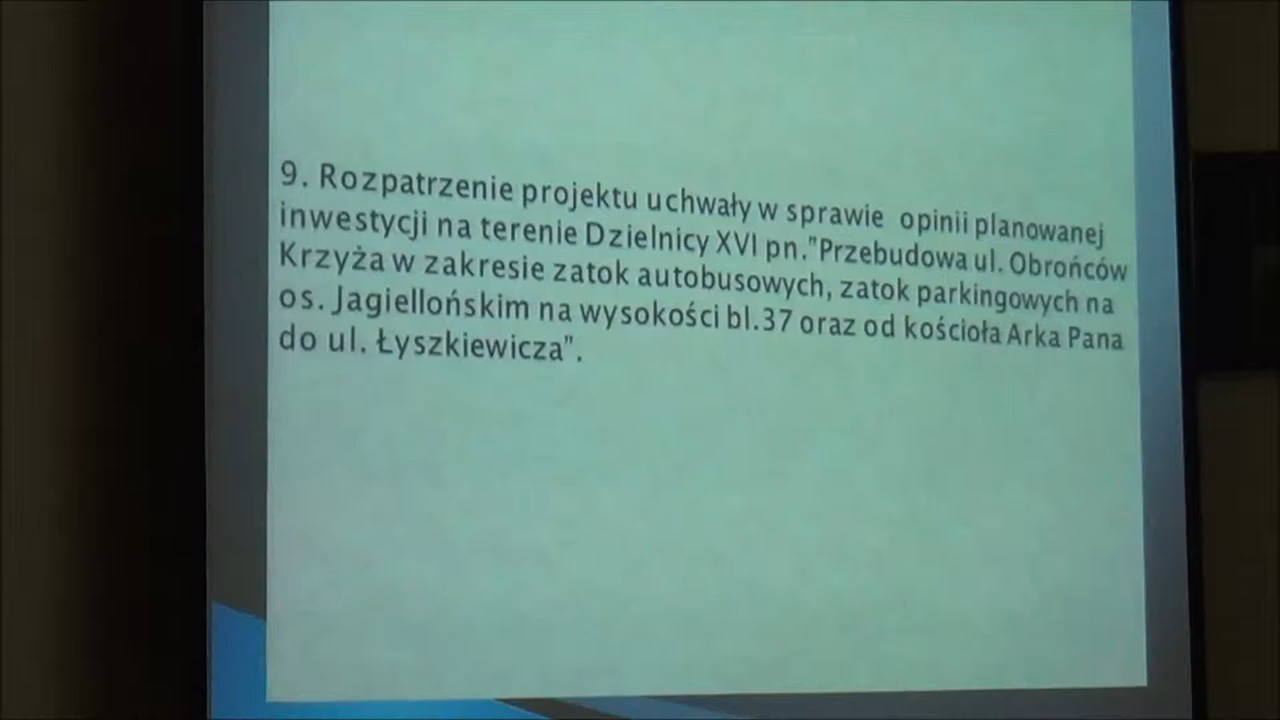 9. Rozpatrzenie projektu uchwały w sprawie opinii planowanej
inwestycji na terenie Dzielnicy XVI pn."Przebudowa ul. Obrońców
Krzyża w zakresie zatok autobusowych, zatok parkingowych na
os. Jagiellońskim na wysokości bl.37 oraz od kościoła Arka Pana
do ul. Łyszkiewicza".